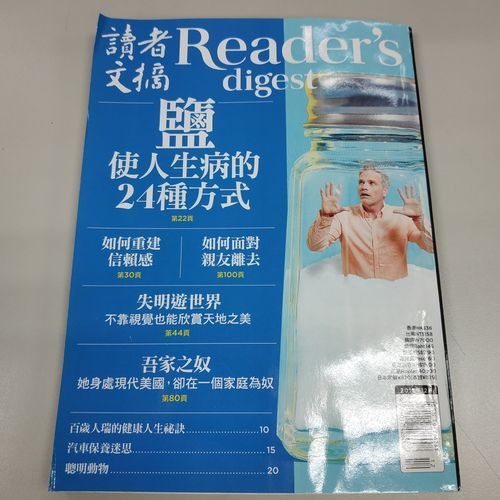 讀者
文摘
Reader's
digest
鹽
使人生病的
24種方式
第22頁
如何重建
信賴感
第30頁
如何面對
親友離去
第100頁
失明遊世界
不靠視覺也能欣賞天地之美
第44頁
吾家之奴
她身處現代美國，卻在一個家庭為奴
第80頁
百歲人瑞的健康人生祕訣 10
汽車保養迷思 15
聰明動物 20